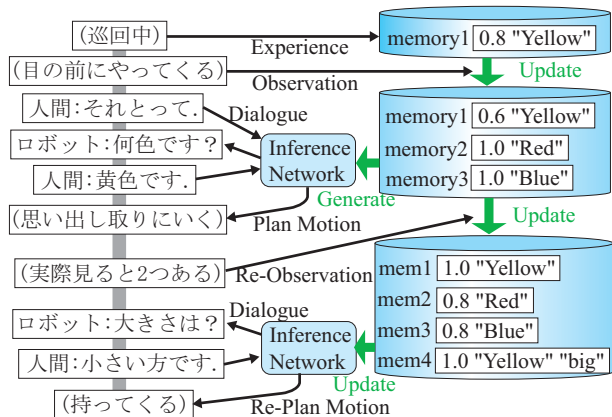 (巡回中)
Experience
memory1 0.8 "Yellow"
(目の前にやってくる)
Observation
Update
人間:それとって.
Dialogue
memory1 0.6 "Yellow"
ロボット:何色です?
Inference
Network
memory2 1.0 "Red"
人間:黄色です.
memory3 1.0 "Blue"
Generate
(思い出し取りにいく)
Plan Motion
Update
(実際見ると2つある)
Re-Observation
mem1 1.0 "Yellow"
mem2 0.8 "Red"
ロボット:大きさは?
Dialogue
Inference
Network
mem3 0.8 "Blue"
人間:小さい方です.
mem4 1.0 "Yellow" "big"
Update
(持ってくる)
Re-Plan Motion